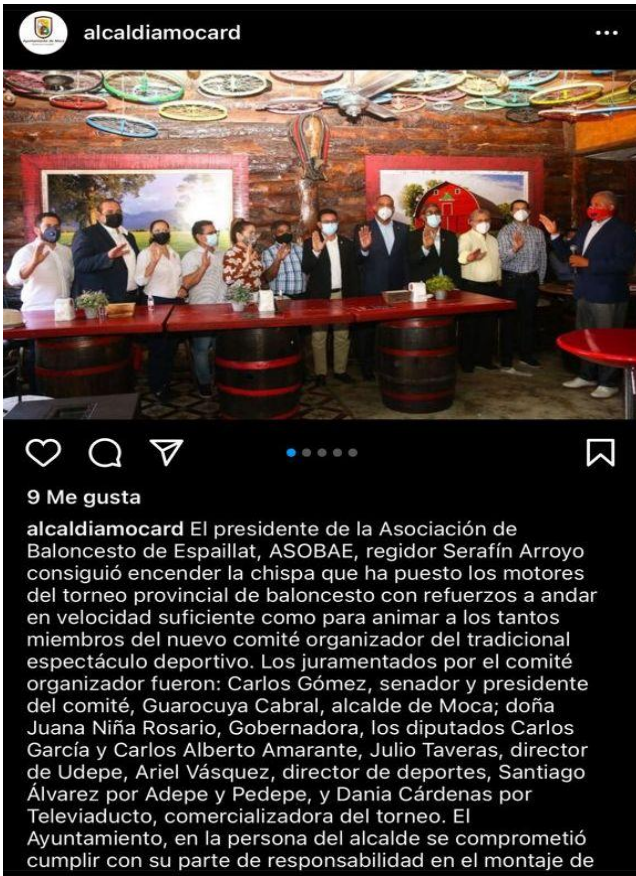 alcaldiamocard
9 Me gusta
alcaldiamocard El presidente de la Asociación de
Baloncesto de Espaillat, ASOBAE, regidor Serafín Arroyo
consiguió encender la chispa que ha puesto los motores
del torneo provincial de baloncesto con refuerzos a andar
en velocidad suficiente como para animar a los tantos
miembros del nuevo comité organizador del tradicional
espectáculo deportivo. Los juramentados por el comité
organizador fueron: Carlos Gómez, senador y presidente
del comité, Guarocuya Cabral, alcalde de Moca; doña
Juana Niña Rosario, Gobernadora, los diputados Carlos
García y Carlos Alberto Amarante, Julio Taveras, director
de Udepe, Ariel Vásquez, director de deportes, Santiago
Álvarez por Adepe y Pedepe, y Dania Cárdenas por
Televiaducto, comercializadora del torneo. El
Ayuntamiento, en la persona del alcalde se comprometió
cumplir con su parte de responsabilidad en el montaje de